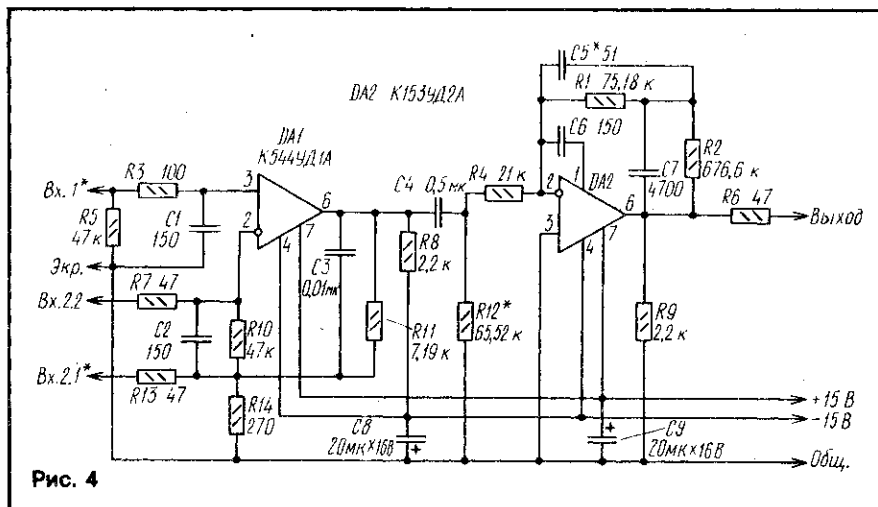 C5* 51
R1 75,18 к
DA2 К153УД2А
C6 150
R2
676,6 к
DA1
К544УД1А
Вх.1*
R3 100
3
2
6
4
7
C4
0,5 мк
R4 21 к
2
1
DA2
3
6
4
7
C7
4700
R6 47
Выход
R5
47 к
C1
150
Экр.
R8
2,2 к
C3
0,01 мк
Вх.2.2
R7 47
R12*
65,52 к
R9
2,2 к
C2
150
R10
47 к
R11
7,19 к
Вх.2.1*
R13 47
+15 В
-15 В
R14
270
C8
20мк×16В
+
+
C9
20мк×16В
Общ.
Рис. 4